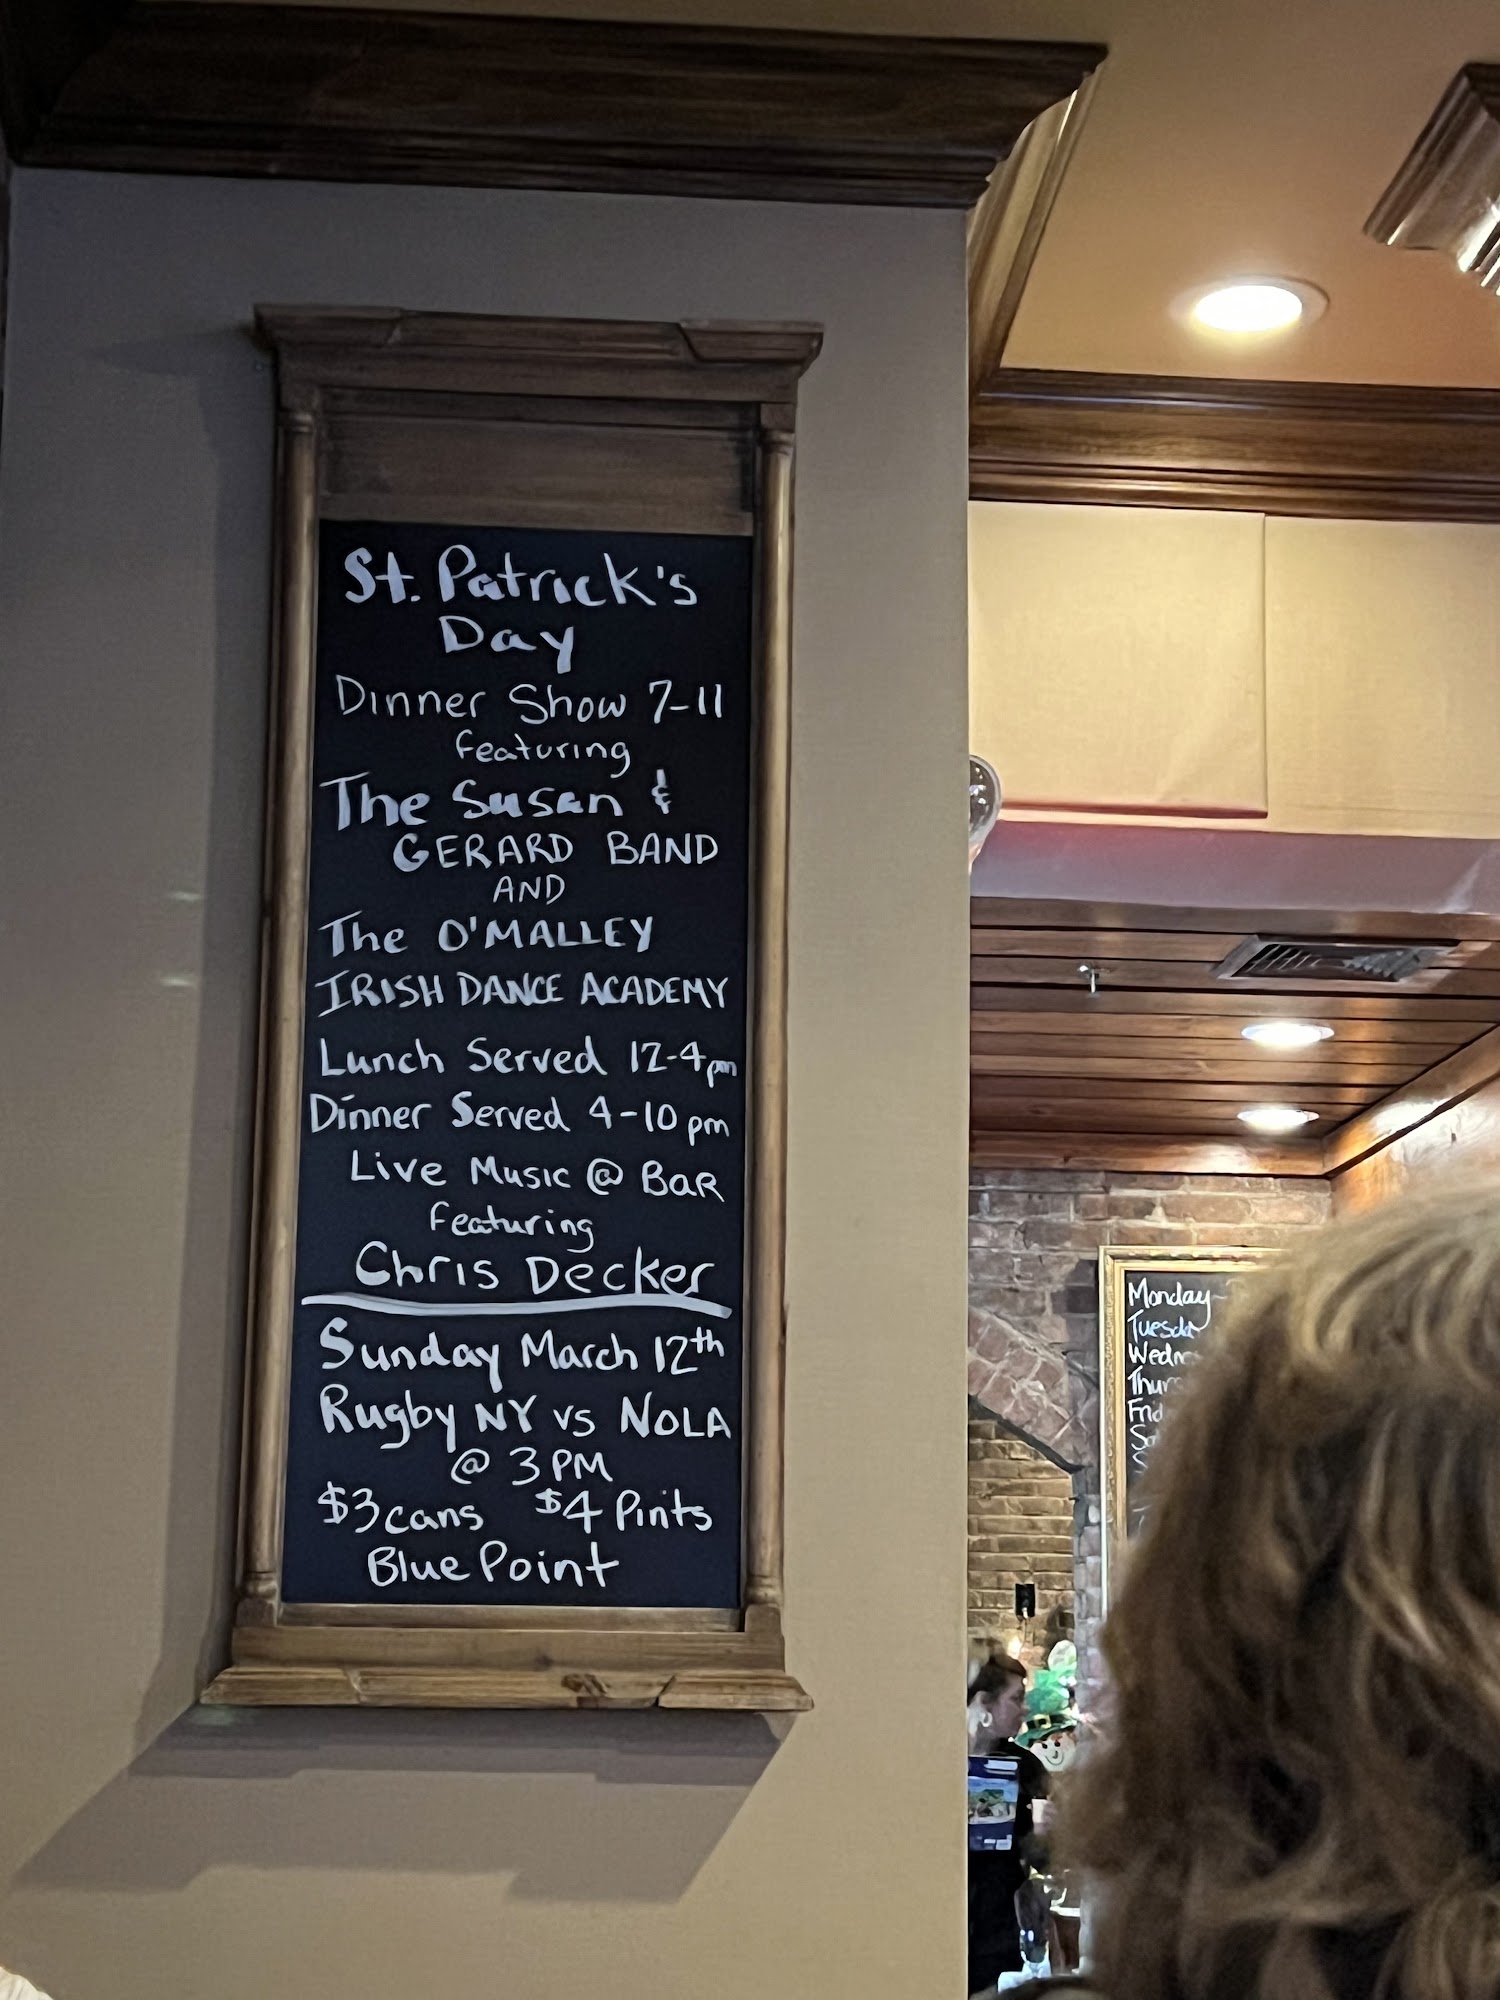 St. Patrick's
Day
Dinner Show 7-11
featuring
The Susan &
GERARD BAND
AND
The O'MALLEY
IRISH DANCE ACADEMY
Lunch Served 12-4pm
Dinner Served 4-10 pm
Live Music @ Bar
featuring
Chris Decker
Sunday March 12th
Rugby NY vs NOLA
@ 3 PM
$3 cans $4 Pints
Blue Point
Monday